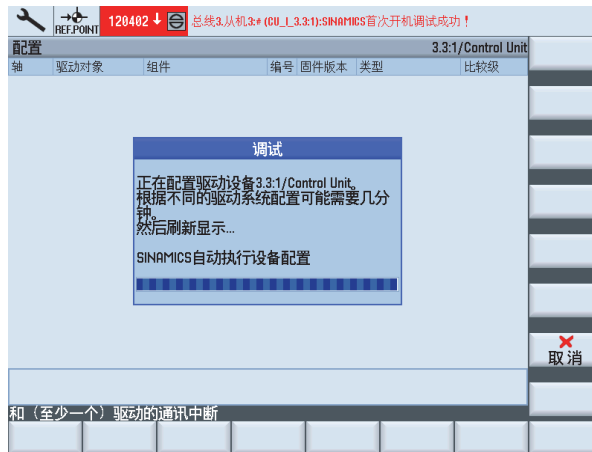 REF.POINT
120402
总线3.从机3:# (CU_I_3.3:1):SINAMICS首次开机调试成功！
配置 3.3:1/Control Unit
轴 驱动对象 组件 编号 固件版本 类型 比较级
调试
正在配置驱动设备3.3:1/Control Unit。
根据不同的驱动系统配置可能需要几分
钟。
然后刷新显示...
SINAMICS自动执行设备配置
取消
和（至少一个）驱动的通讯中断